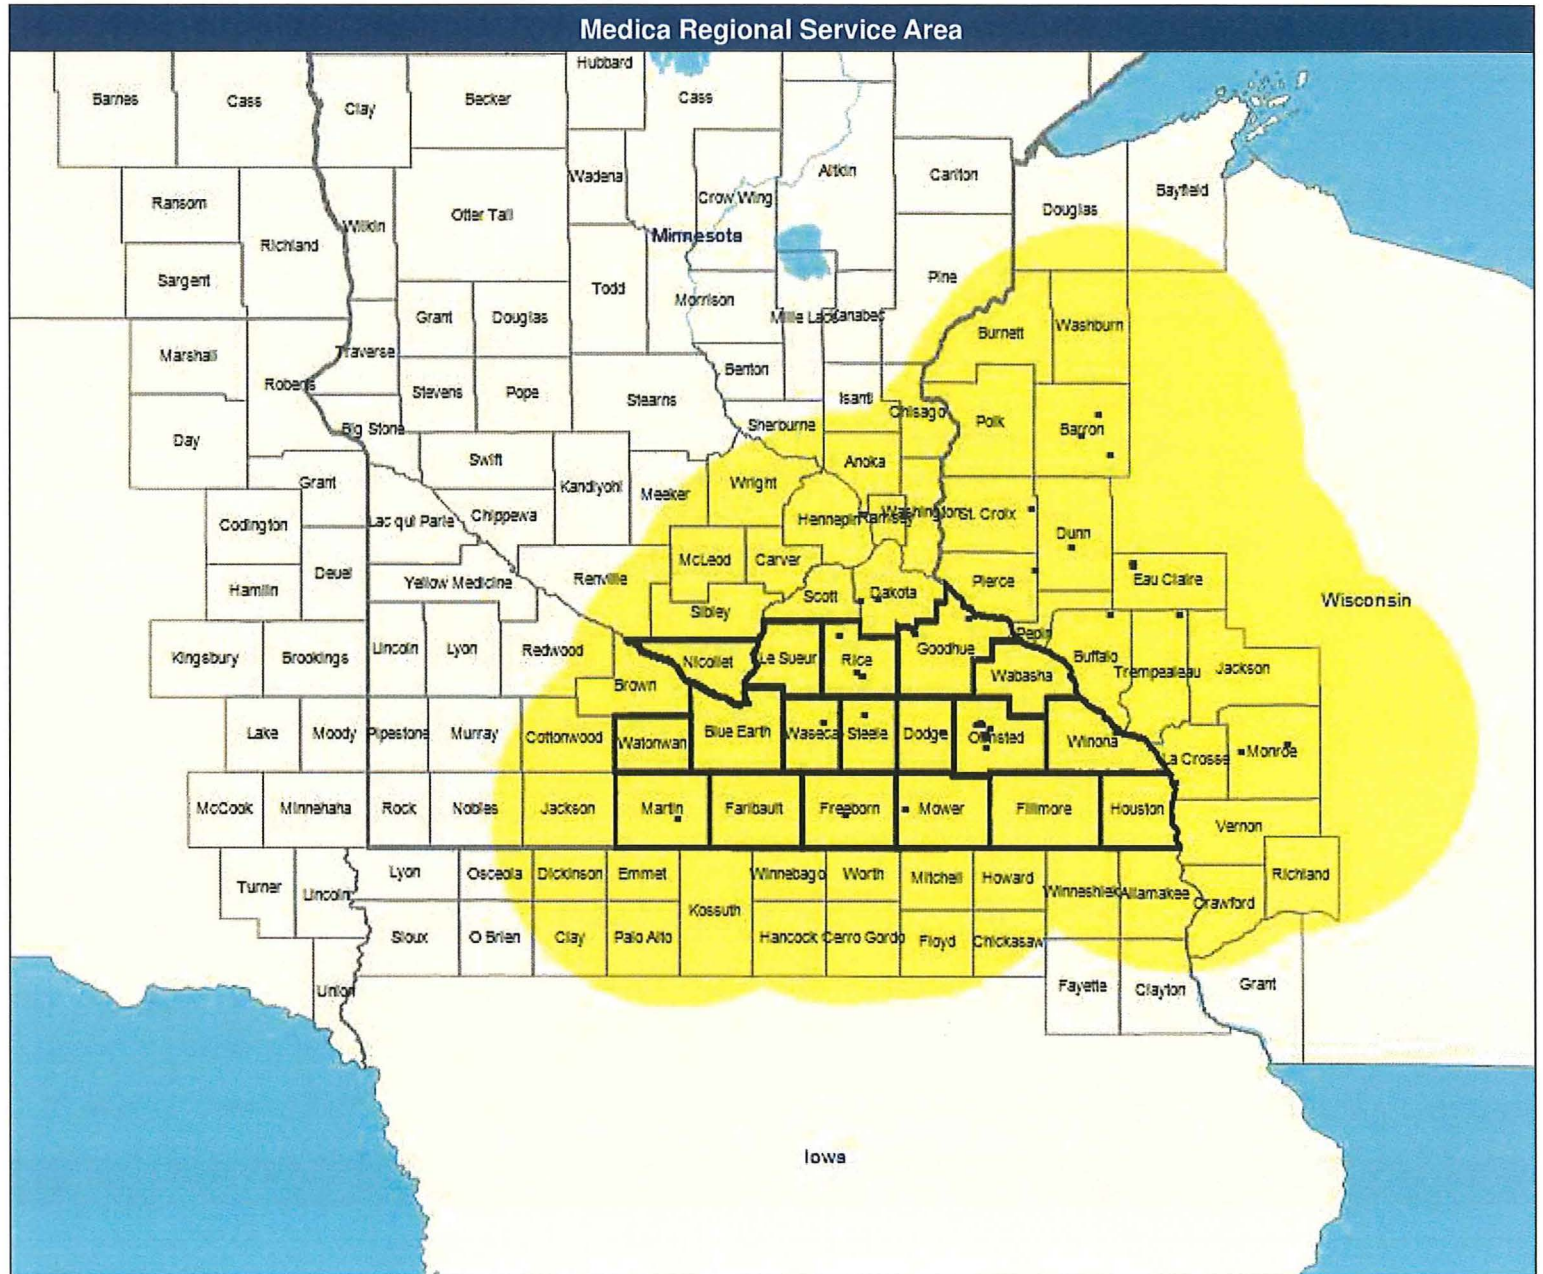 Medica Regional Service Area
Hubbard
Barnes
Cass
Clay
Becker
Cass
Wadena
Aitkin
Carlton
Bayfield
Ransom
Wilkin
Otter Tail
Crow Wing
Douglas
Richland
Minnesota
Sargent
Todd
Morrison
Pine
Grant
Douglas
Mille Lacs
Kanabec
Burnett
Washburn
Marshall
Traverse
Roberts
Stevens
Pope
Stearns
Benton
Isanti
Chisago
Polk
Barron
Day
Big Stone
Sherburne
Swift
Anoka
Grant
Kandiyohi
Meeker
Wright
Codington
Lac qui Parle
Chippewa
Hennepin
Ramsey
Washington
St. Croix
Dunn
Deuel
McLeod
Carver
Hamlin
Yellow Medicine
Renville
Pierce
Eau Claire
Scott
Dakota
Wisconsin
Sibley
Kingsbury
Brookings
Lincoln
Lyon
Redwood
Nicollet
Le Sueur
Rice
Goodhue
Pepin
Buffalo
Trempealeau
Jackson
Brown
Wabasha
Lake
Moody
Pipestone
Murray
Cottonwood
Watonwan
Blue Earth
Waseca
Steele
Dodge
Olmsted
Winona
La Crosse
Monroe
McCook
Minnehaha
Rock
Nobles
Jackson
Martin
Faribault
Freeborn
Mower
Fillmore
Houston
Vernon
Turner
Lincoln
Lyon
Osceola
Dickinson
Emmet
Kossuth
Winnebago
Worth
Mitchell
Howard
Winneshiek
Allamakee
Crawford
Richland
Sioux
O Brien
Clay
Palo Alto
Hancock
Cerro Gordo
Floyd
Chickasaw
Union
Fayette
Clayton
Grant
Iowa